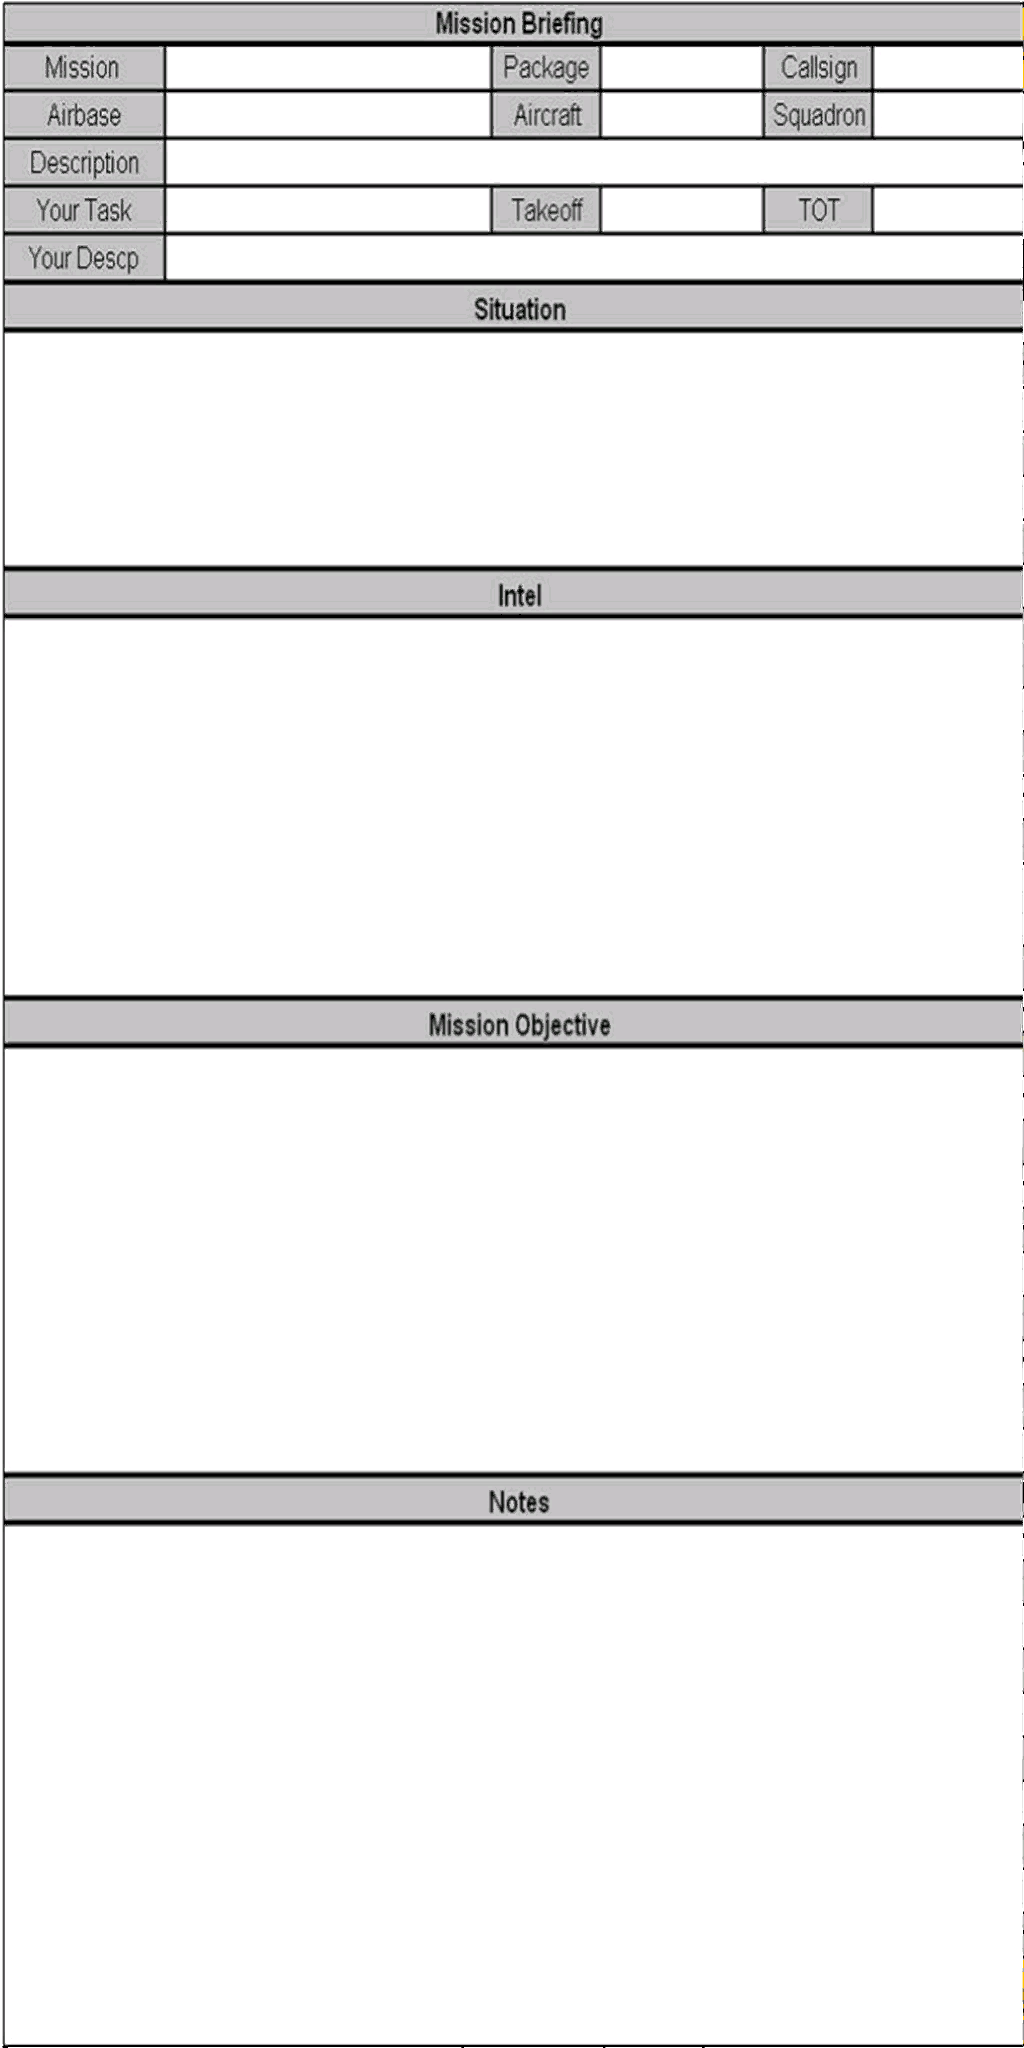 Mission Briefing
Mission Package Callsign
Airbase Aircraft Squadron
Description
Your Task Takeoff TOT
Your Descp
Situation
Intel
Mission Objective
Notes